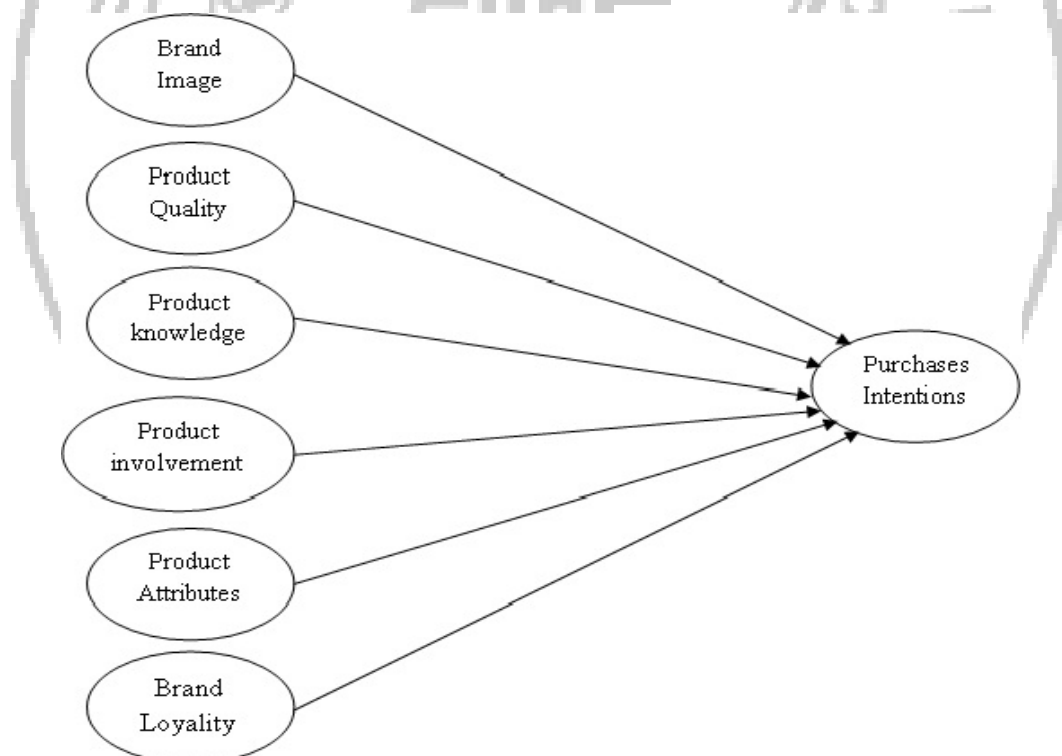 Brand
Image
Product
Quality
Product
knowledge
Product
involvement
Product
Attributes
Brand
Loyality
Purchases
Intentions